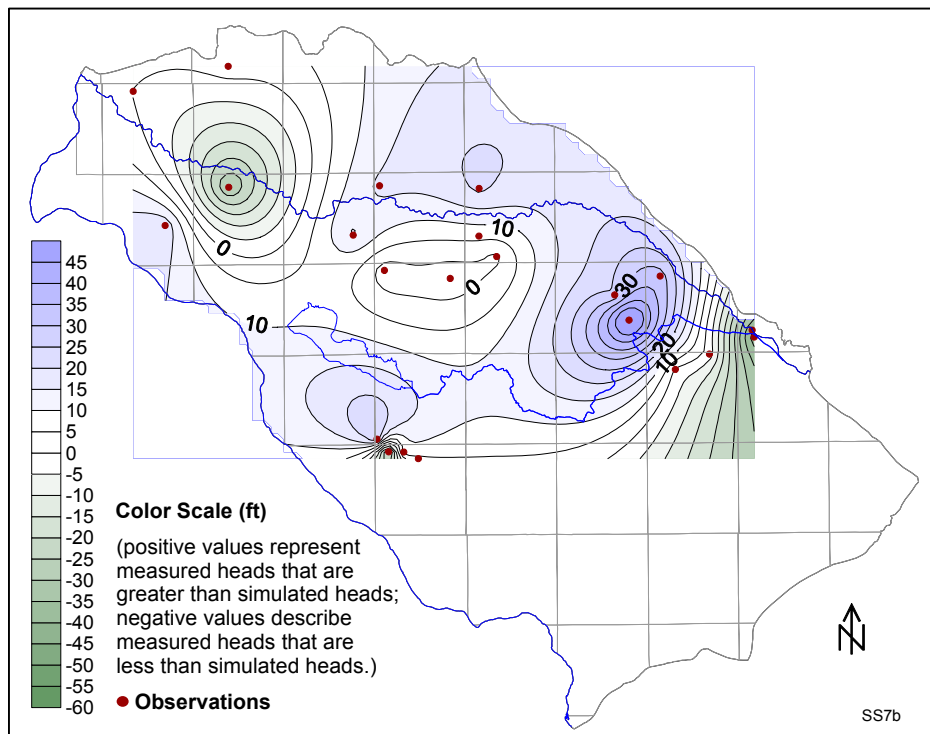 0
10
0
10
30
20
10
45
40
35
30
25
20
15
10
5
0
-5
-10
-15
-20
-25
-30
-35
-40
-45
-50
-55
-60
Color Scale (ft)
(positive values represent
measured heads that are
greater than simulated heads;
negative values describe
measured heads that are
less than simulated heads.)
Observations
N
SS7b